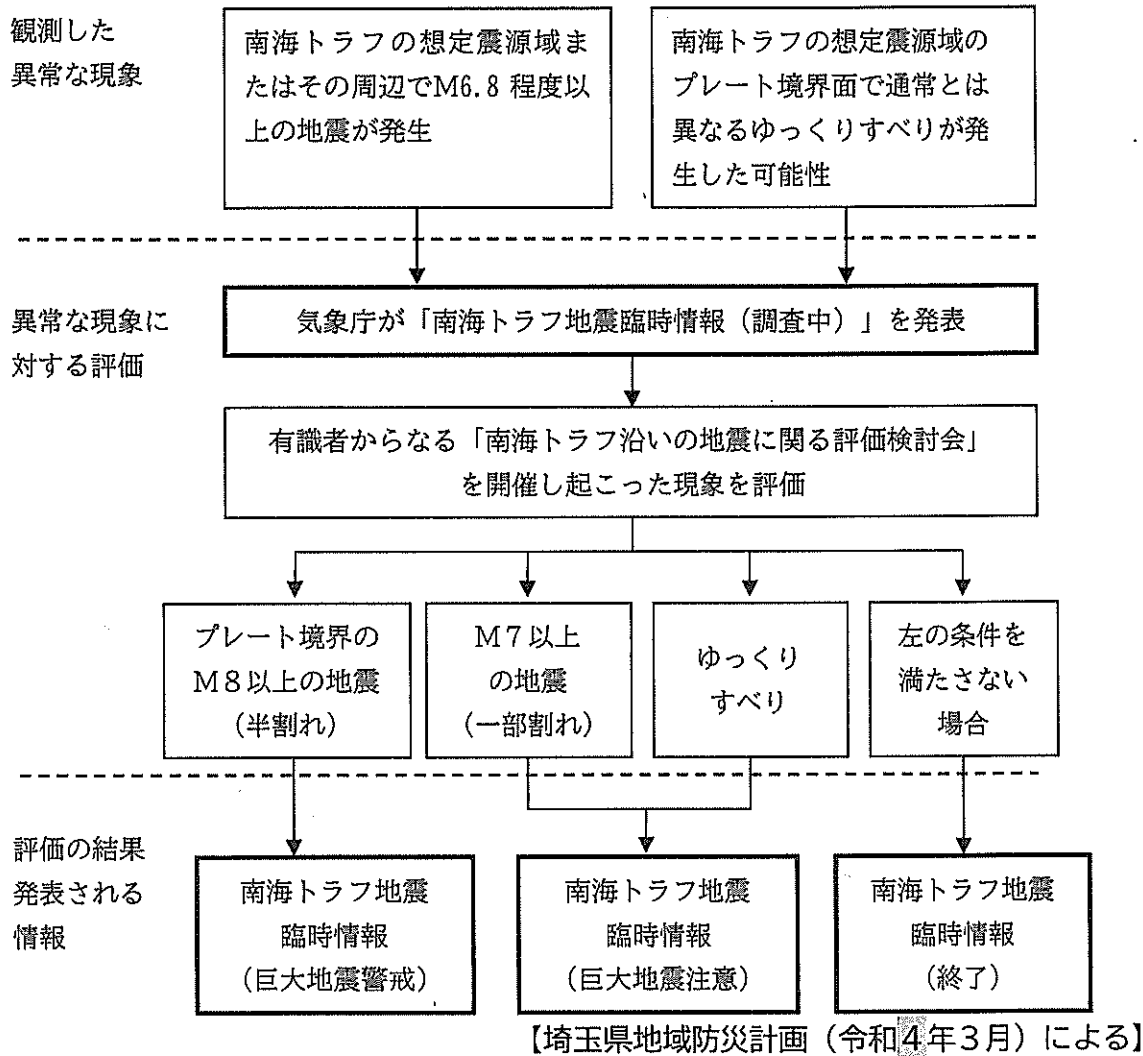 観測した
異常な現象
南海トラフの想定震源域ま
たはその周辺でM6.8 程度以
上の地震が発生
南海トラフの想定震源域の
プレート境界面で通常とは
異なるゆっくりすべりが発
生した可能性
異常な現象に
対する評価
気象庁が「南海トラフ地震臨時情報（調査中）」を発表
有識者からなる「南海トラフ沿いの地震に関る評価検討会」
を開催し起こった現象を評価
プレート境界の
M8以上の地震
（半割れ）
M7以上
の地震
（一部割れ）
ゆっくり
すべり
左の条件を
満たさない
場合
評価の結果
発表される
情報
南海トラフ地震
臨時情報
（巨大地震警戒）
南海トラフ地震
臨時情報
（巨大地震注意）
南海トラフ地震
臨時情報
（終了）
【埼玉県地域防災計画（令和4年3月）による】